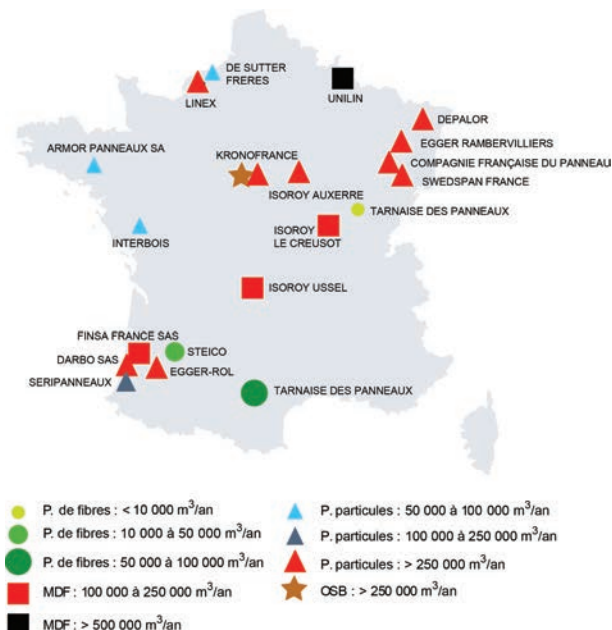 DE SUTTER
FRERES
LINEX
UNILIN
DEPALOR
EGGER RAMBERVILLIERS
COMPAGNIE FRANÇAISE DU PANNEAU
SWEDSPAN FRANCE
ARMOR PANNEAUX SA
KRONOFRANCE
ISOROY AUXERRE
TARNAISE DES PANNEAUX
INTERBOIS
ISOROY
LE CREUSOT
ISOROY USSEL
FINSA FRANCE SAS
STEICO
DARBO SAS
EGGER-ROL
SERIPANNEAUX
TARNAISE DES PANNEAUX
P. de fibres : < 10 000 m³/an
P. de fibres : 10 000 à 50 000 m³/an
P. de fibres : 50 000 à 100 000 m³/an
MDF : 100 000 à 250 000 m³/an
MDF : > 500 000 m³/an
P. particules : 50 000 à 100 000 m³/an
P. particules : 100 000 à 250 000 m³/an
P. particules : > 250 000 m³/an
OSB : > 250 000 m³/an